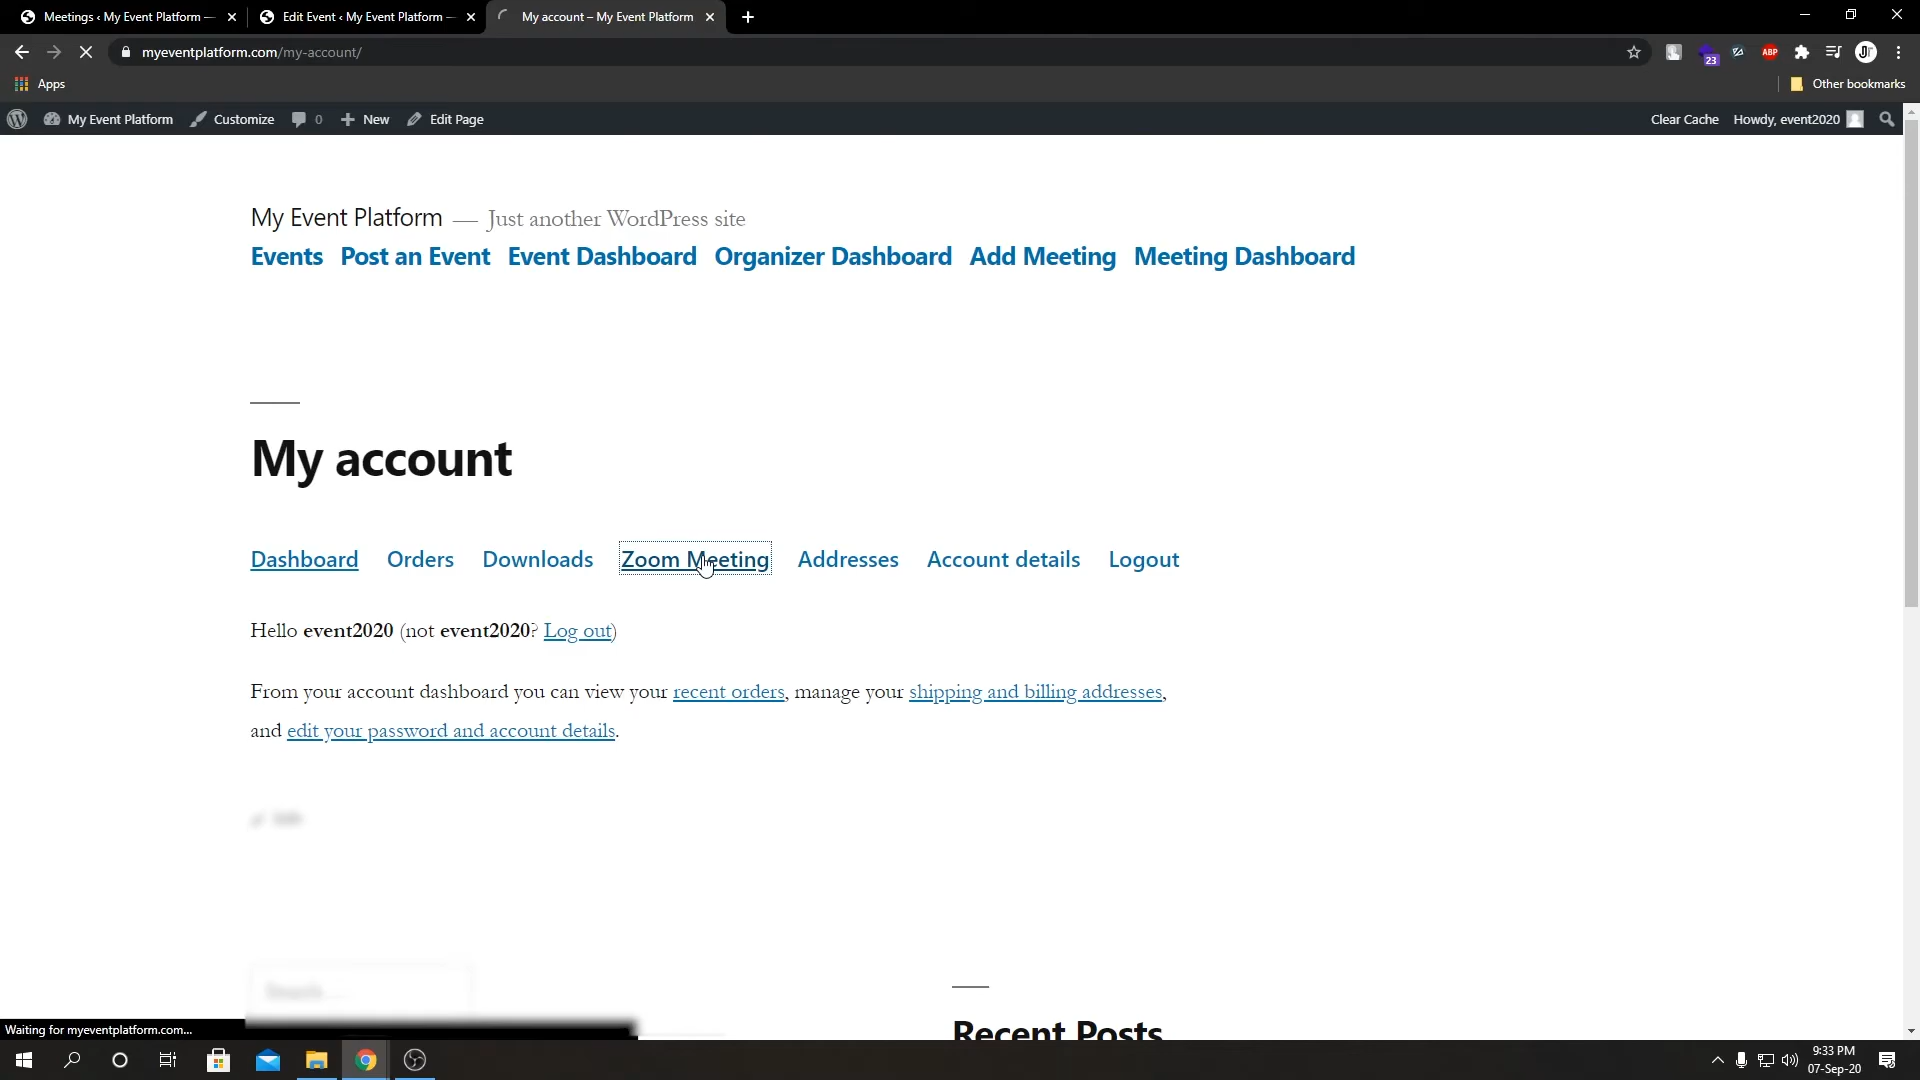 Meetings ‹ My Event Platform —
Edit Event ‹ My Event Platform —
My account – My Event Platform
myeventplatform.com/my-account/
23
ABP
Apps
Other bookmarks
My Event Platform
Customize
0
New
Edit Page
Clear Cache
Howdy, event2020
My Event Platform — Just another WordPress site
Events Post an Event Event Dashboard Organizer Dashboard Add Meeting Meeting Dashboard
My account
Dashboard Orders Downloads Zoom Meeting Addresses Account details Logout
Hello event2020 (not event2020? Log out)
From your account dashboard you can view your recent orders, manage your shipping and billing addresses,
and edit your password and account details.
Recent Posts
Waiting for myeventplatform.com...
9:33 PM
07-Sep-20